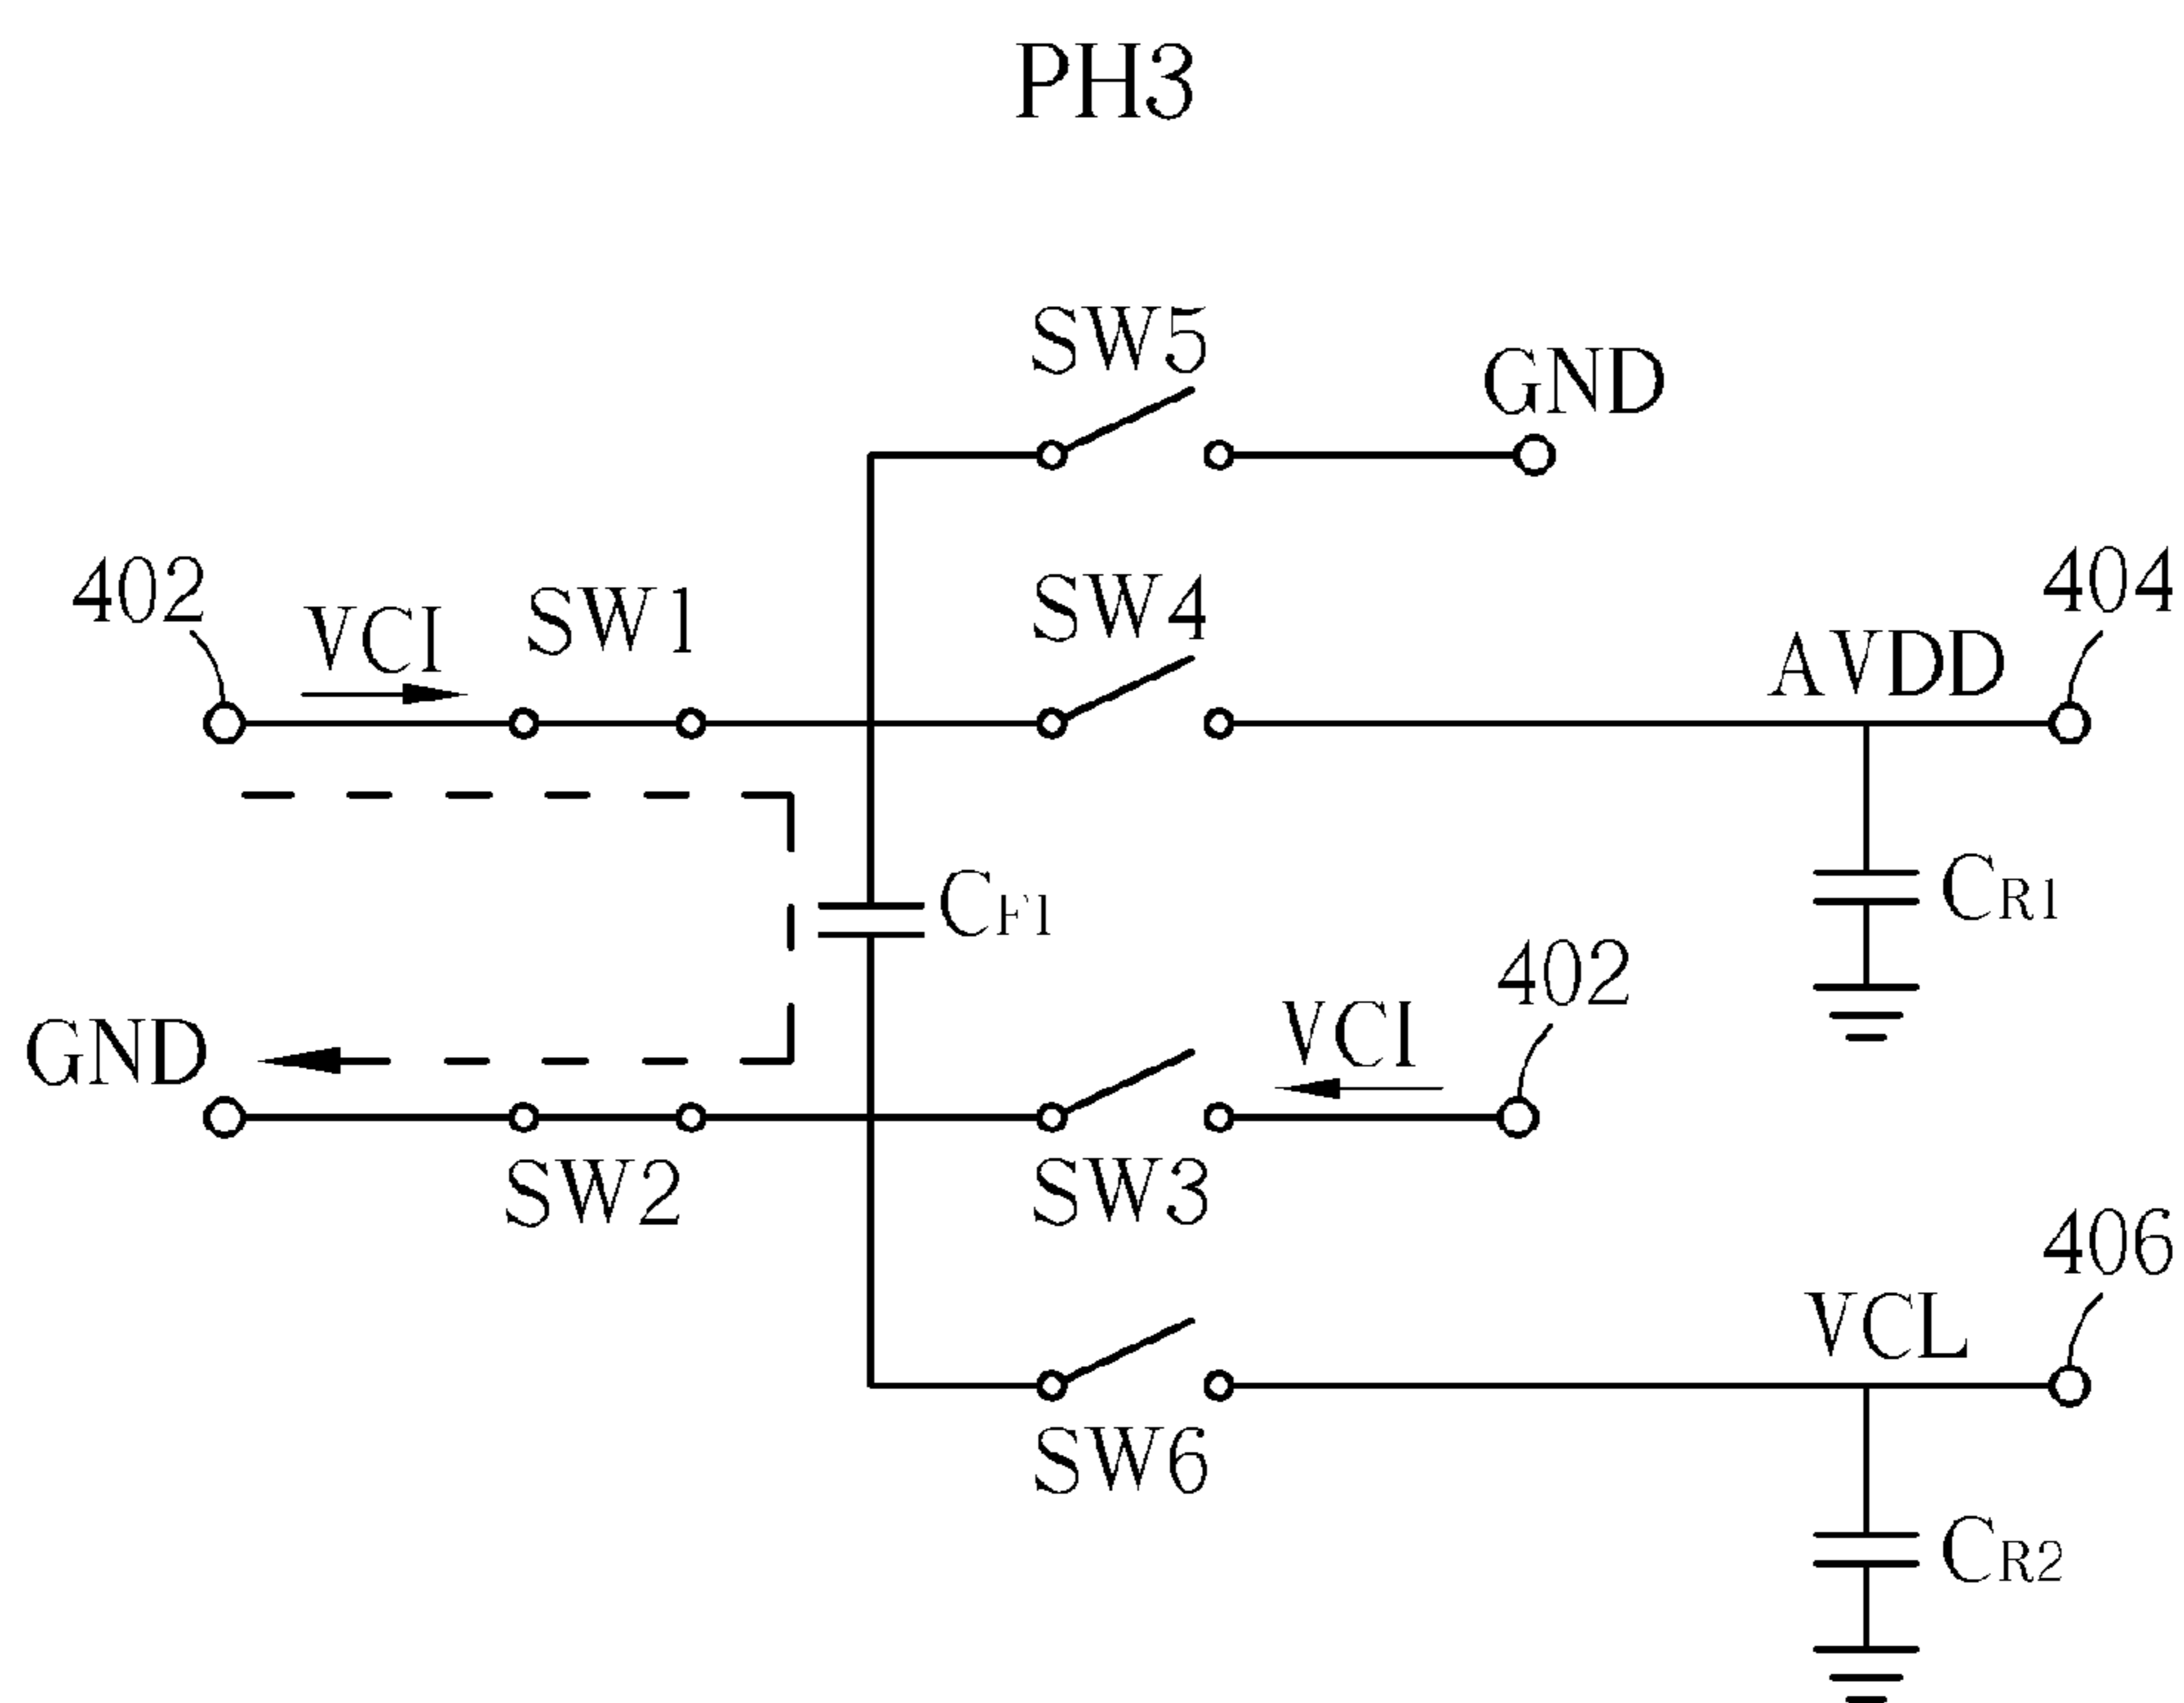 PH3
SW5
GND
402
VCI
SW1
SW4
AVDD
404
CF1
CR1
GND
VCI
402
SW2
SW3
406
VCL
SW6
CR2